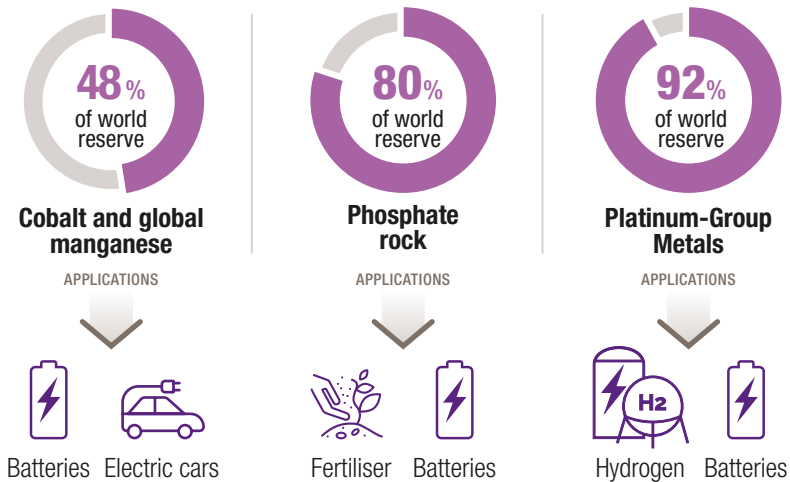 48%
of world
reserve
Cobalt and global
manganese
APPLICATIONS
Batteries
Electric cars
80%
of world
reserve
Phosphate
rock
APPLICATIONS
Fertiliser
Batteries
92%
of world
reserve
Platinum-Group
Metals
APPLICATIONS
H2
Hydrogen
Batteries